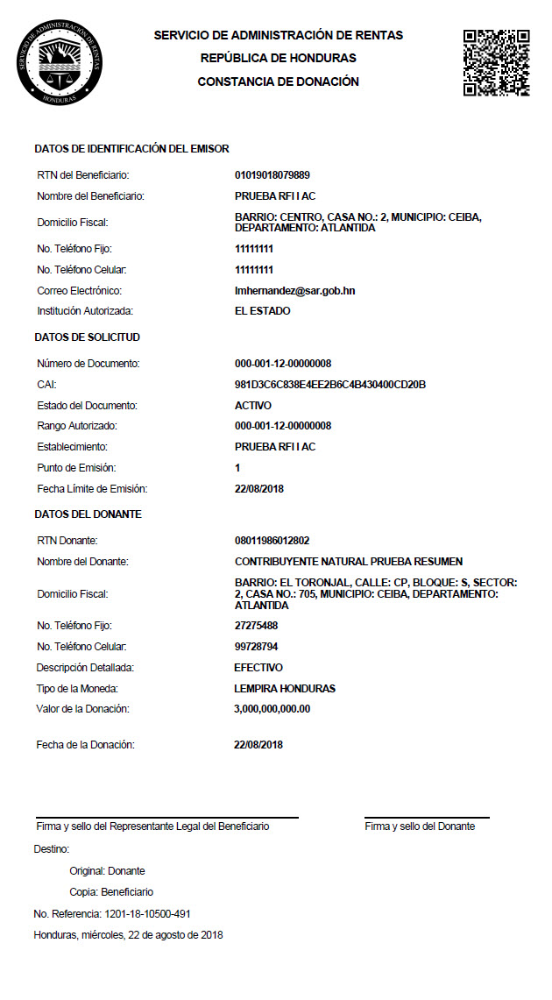 SERVICIO DE ADMINISTRACIÓN DE RENTAS
HONDURAS
SERVICIO DE ADMINISTRACIÓN DE RENTAS
REPÚBLICA DE HONDURAS
CONSTANCIA DE DONACIÓN
DATOS DE IDENTIFICACIÓN DEL EMISOR
RTN del Beneficiario: 01019018079889
Nombre del Beneficiario: PRUEBA RFI I AC
Domicilio Fiscal: BARRIO: CENTRO, CASA NO.: 2, MUNICIPIO: CEIBA,
DEPARTAMENTO: ATLANTIDA
No. Teléfono Fijo: 11111111
No. Teléfono Celular: 11111111
Correo Electrónico: lmhernandez@sar.gob.hn
Institución Autorizada: EL ESTADO
DATOS DE SOLICITUD
Número de Documento: 000-001-12-00000008
CAI: 981D3C6C838E4EE2B6C4B430400CD20B
Estado del Documento: ACTIVO
Rango Autorizado: 000-001-12-00000008
Establecimiento: PRUEBA RFI I AC
Punto de Emisión: 1
Fecha Límite de Emisión: 22/08/2018
DATOS DEL DONANTE
RTN Donante: 08011986012802
Nombre del Donante: CONTRIBUYENTE NATURAL PRUEBA RESUMEN
Domicilio Fiscal: BARRIO: EL TORONJAL, CALLE: CP, BLOQUE: S, SECTOR:
2, CASA NO.: 705, MUNICIPIO: CEIBA, DEPARTAMENTO:
ATLANTIDA
No. Teléfono Fijo: 27275488
No. Teléfono Celular: 99728794
Descripción Detallada: EFECTIVO
Tipo de la Moneda: LEMPIRA HONDURAS
Valor de la Donación: 3,000,000,000.00
Fecha de la Donación: 22/08/2018
Firma y sello del Representante Legal del Beneficiario Firma y sello del Donante
Destino:
Original: Donante
Copia: Beneficiario
No. Referencia: 1201-18-10500-491
Honduras, miércoles, 22 de agosto de 2018